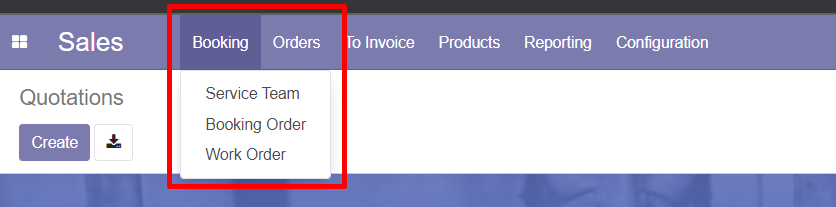 Sales Booking Orders To Invoice Products Reporting Configuration
Service Team
Quotations
Booking Order
Create
Work Order